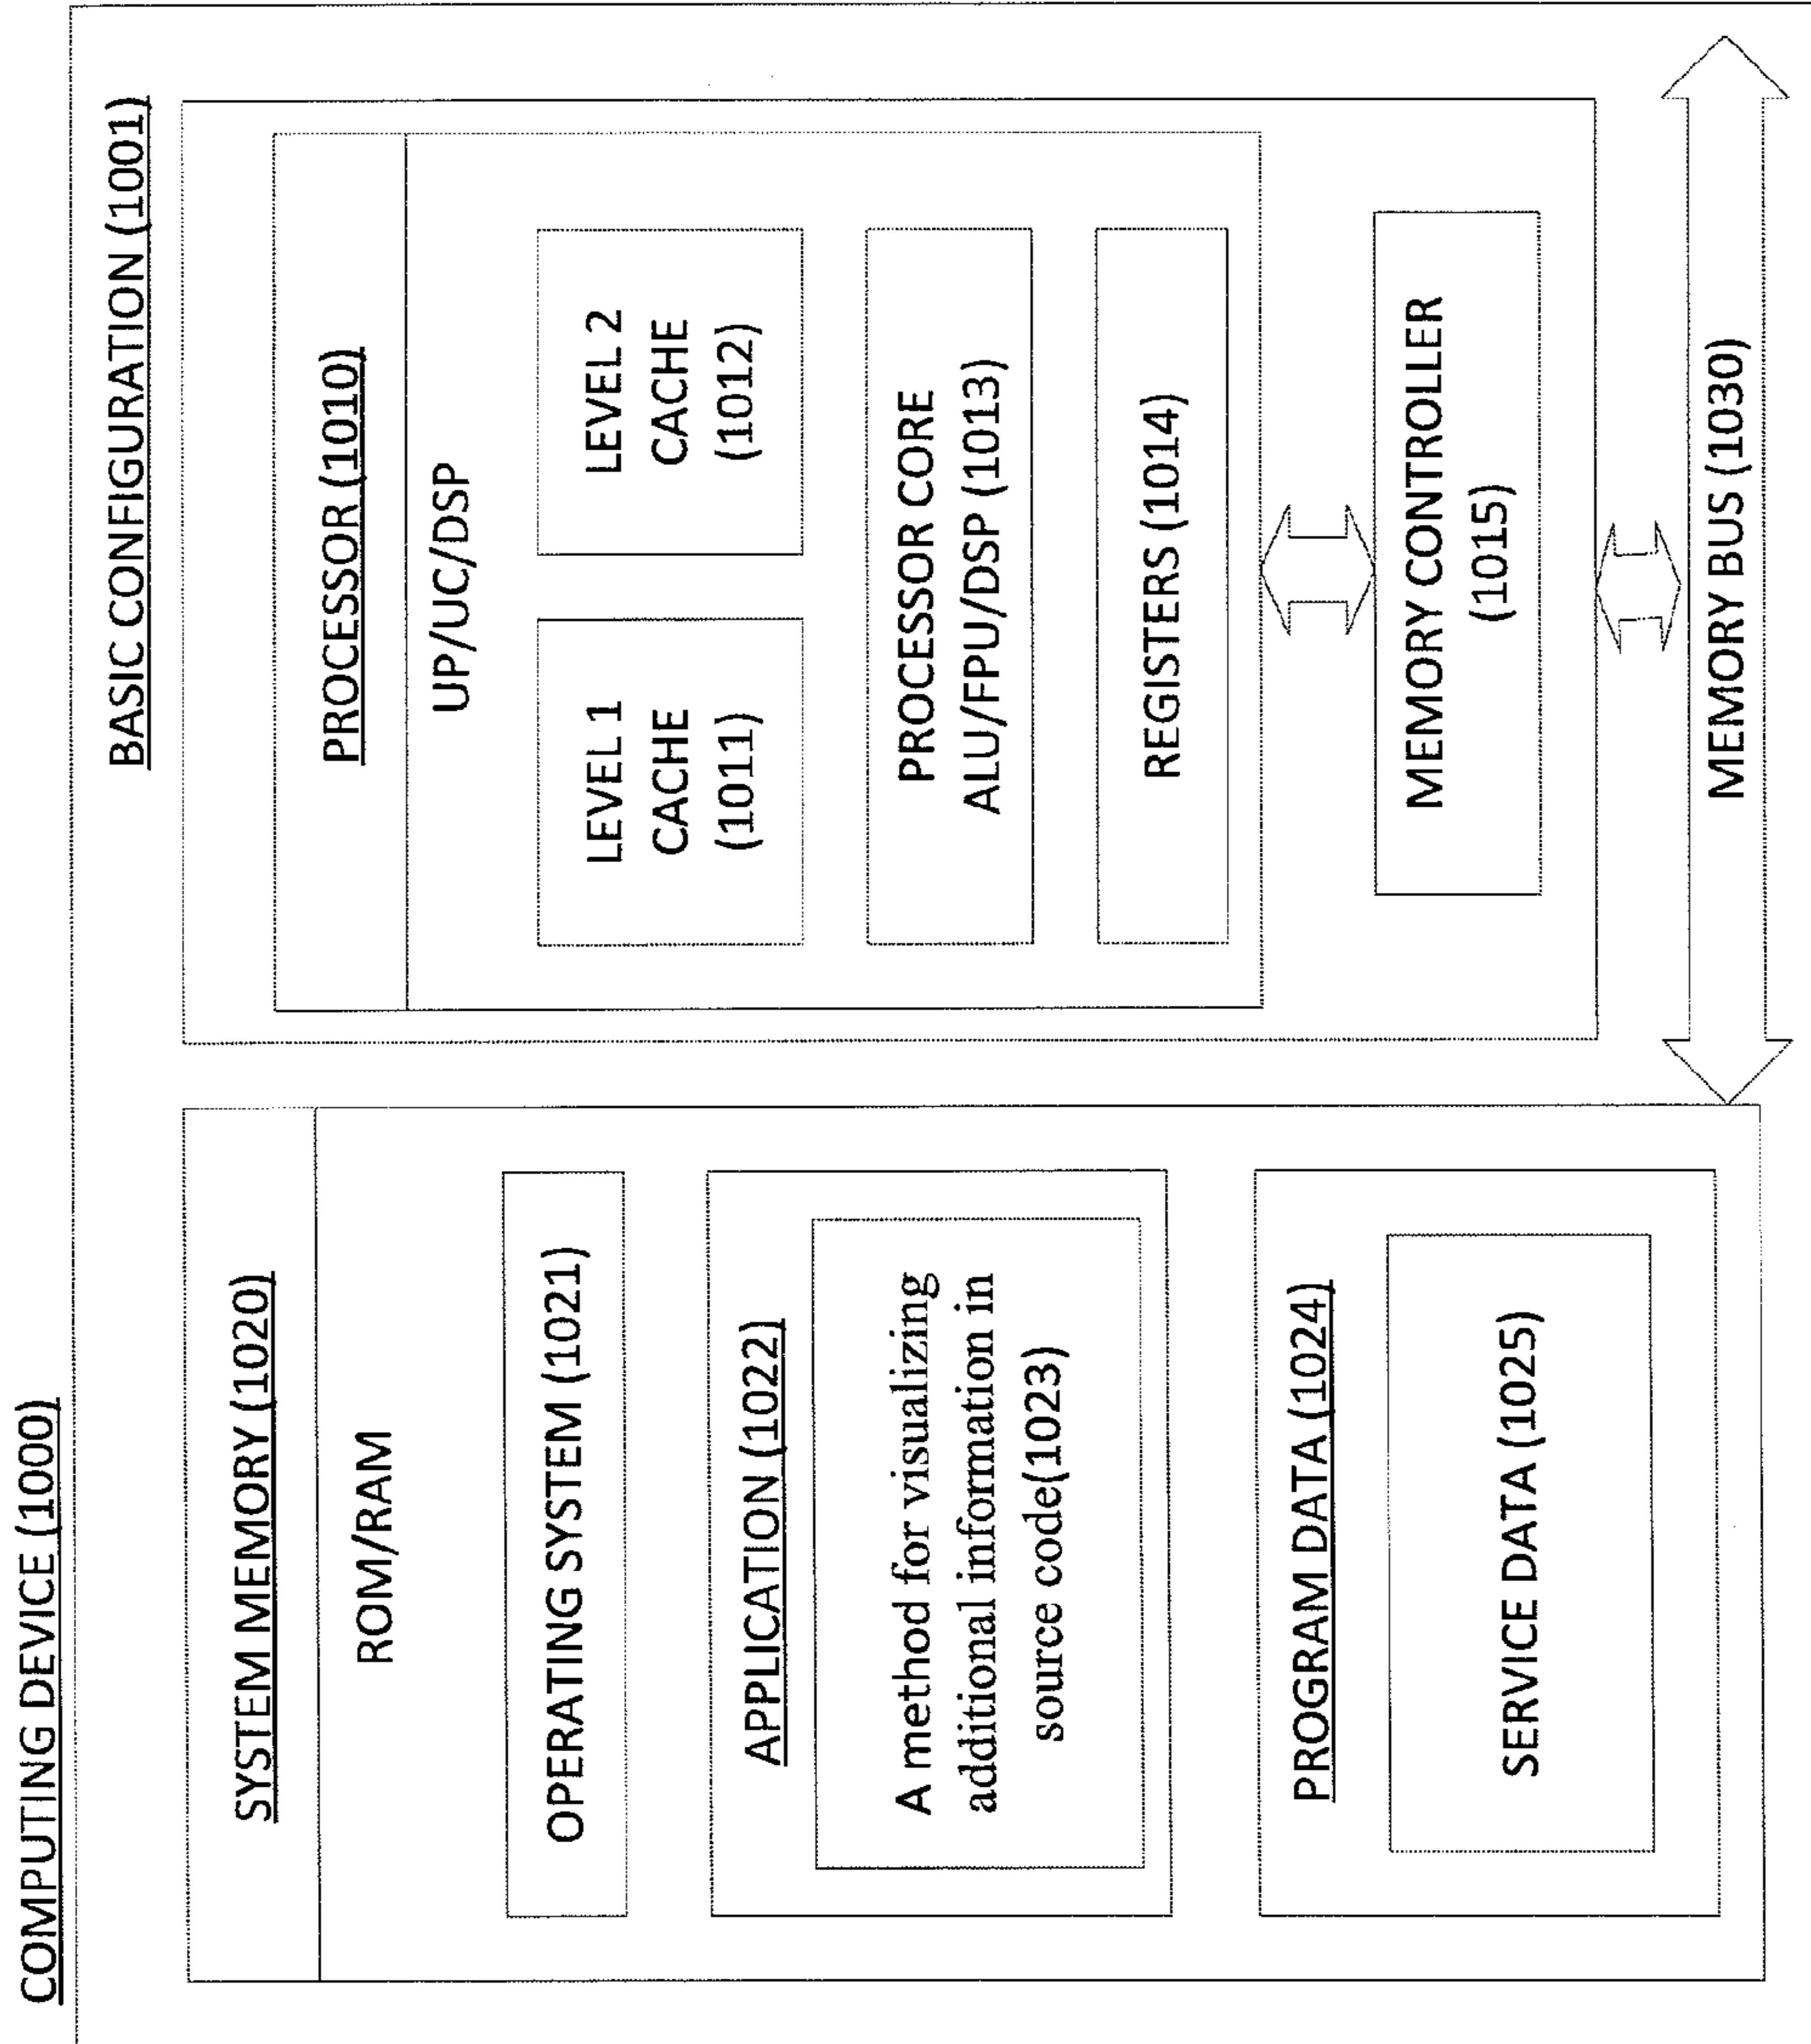 COMPUTING DEVICE (1000)
SYSTEM MEMORY (1020)
ROM/RAM
OPERATING SYSTEM (1021)
APPLICATION (1022)
A method for visualizing
additional information in
source code(1023)
PROGRAM DATA (1024)
SERVICE DATA (1025)
BASIC CONFIGURATION (1001)
PROCESSOR (1010)
UP/UC/DSP
LEVEL 1
CACHE
(1011)
LEVEL 2
CACHE
(1012)
PROCESSOR CORE
ALU/FPU/DSP (1013)
REGISTERS (1014)
MEMORY CONTROLLER
(1015)
MEMORY BUS (1030)